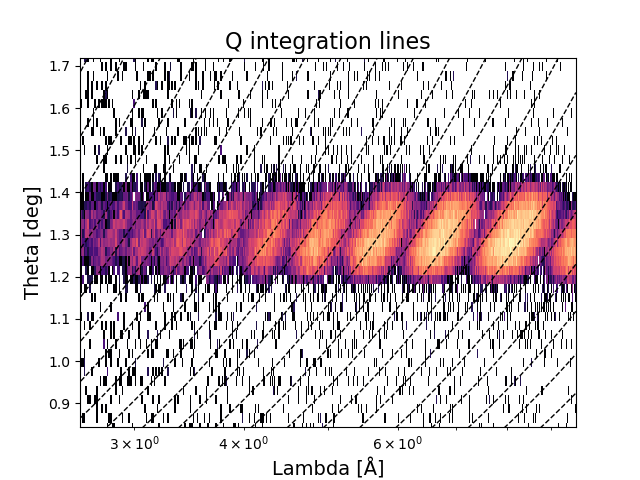 Q integration lines
Theta [deg]
1.7
1.6
1.5
1.4
1.3
1.2
1.1
1.0
0.9
3 × 10⁰ 4 × 10⁰ 6 × 10⁰
Lambda [Å]